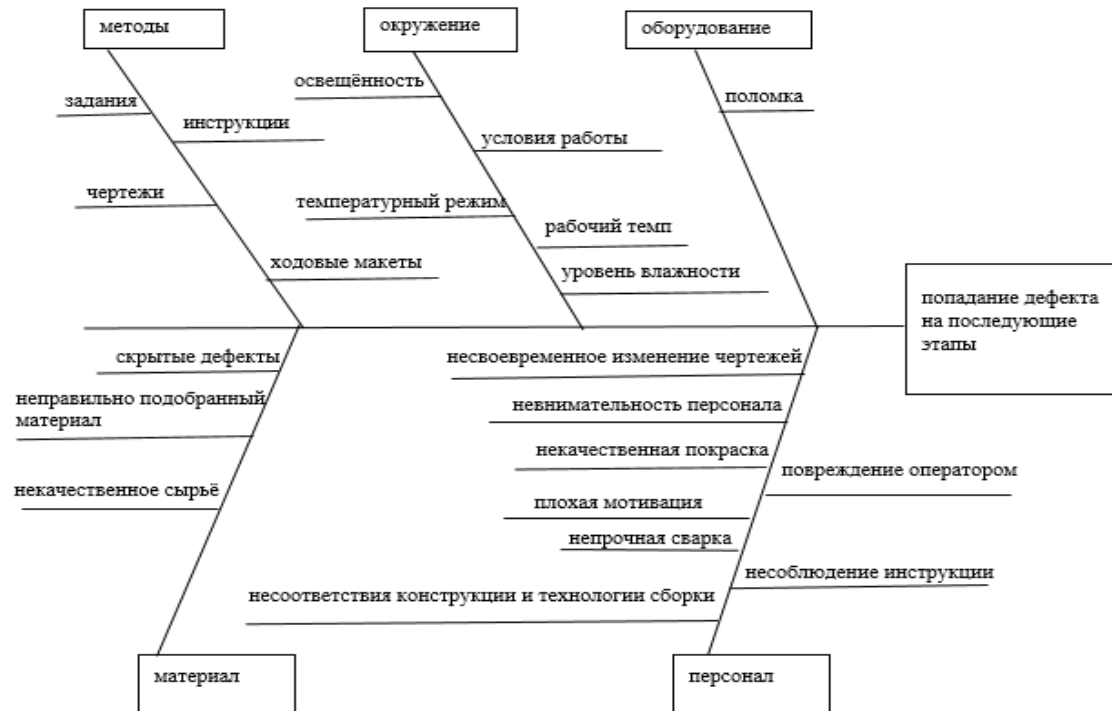 методы
окружение
оборудование
освещённость
задания
поломка
инструкции
условия работы
чертежи
температурный режим
рабочий темп
ходовые макеты
уровень влажности
попадание дефекта
на последующие
этапы
скрытые дефекты
несвоевременное изменение чертежей
неправильно подобранный
материал
невнимательность персонала
некачественная покраска
повреждение оператором
некачественное сырьё
плохая мотивация
непрочная сварка
несоблюдение инструкции
несоответствия конструкции и технологии сборки
материал
персонал